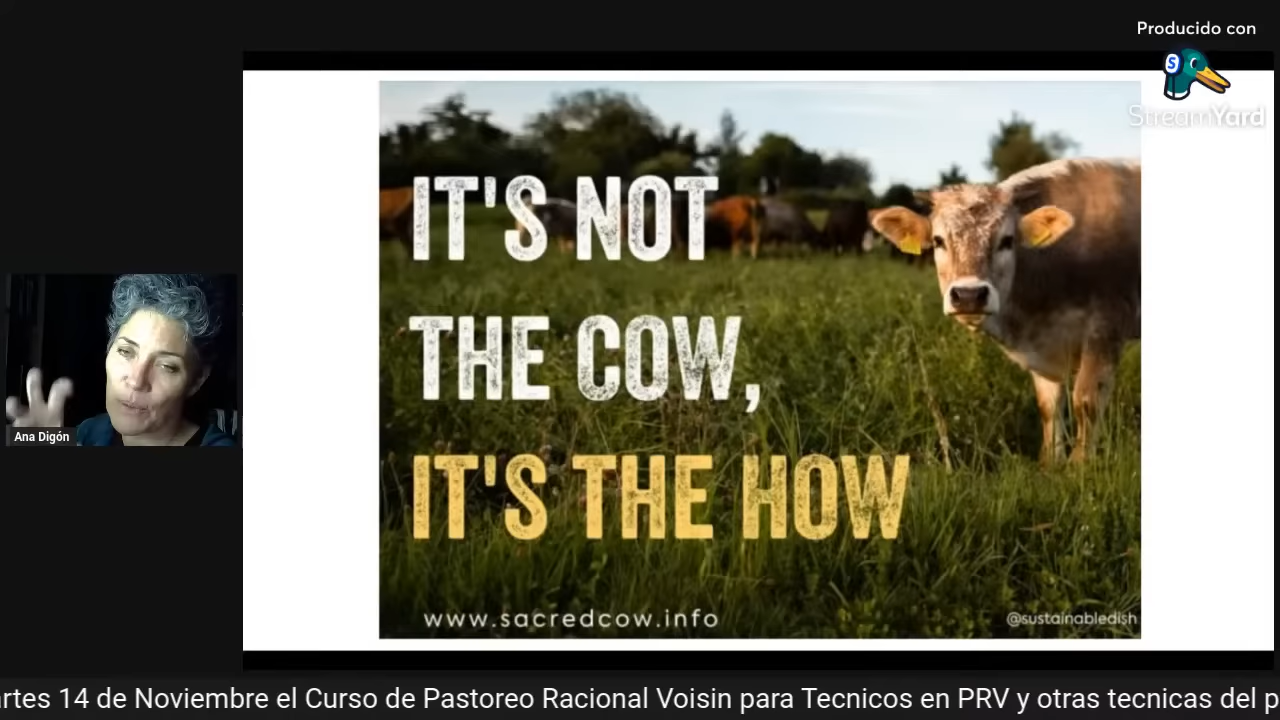 Producido con
StreamYard
IT'S NOT
THE COW,
IT'S THE HOW
www.sacredcow.info
@sustainabledish
Ana Digón
14 de Noviembre el Curso de Pastoreo Racional Voisin para Tecnicos en PRV y otras tecnicas del